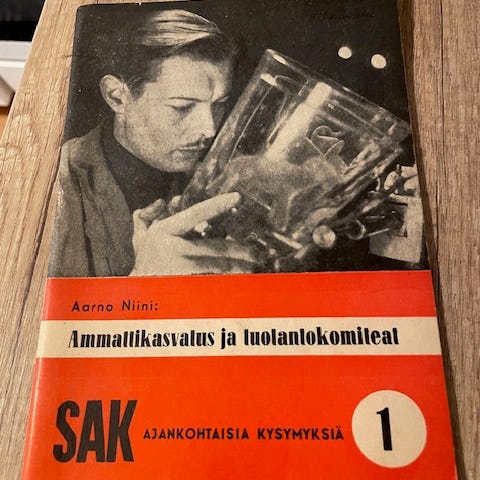 Aarno Niini:
Ammattikasvatus ja tuotantokomiteat
SAK AJANKOHTAISIA KYSYMYKSIÄ 1